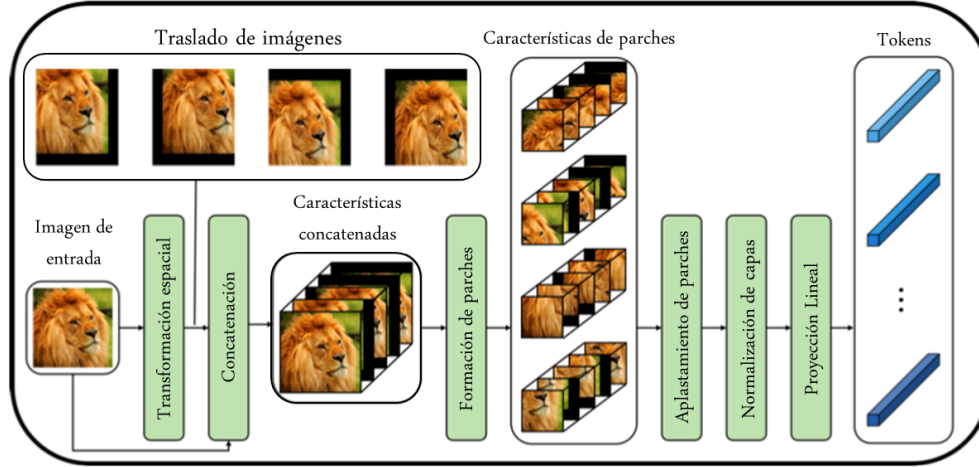 Traslado de imágenes
Características de parches
Tokens
Imagen de
entrada
Transformación espacial
Concatenación
Características
concatenadas
Formación de parches
Aplastamiento de parches
Normalización de capas
Proyección Lineal
...